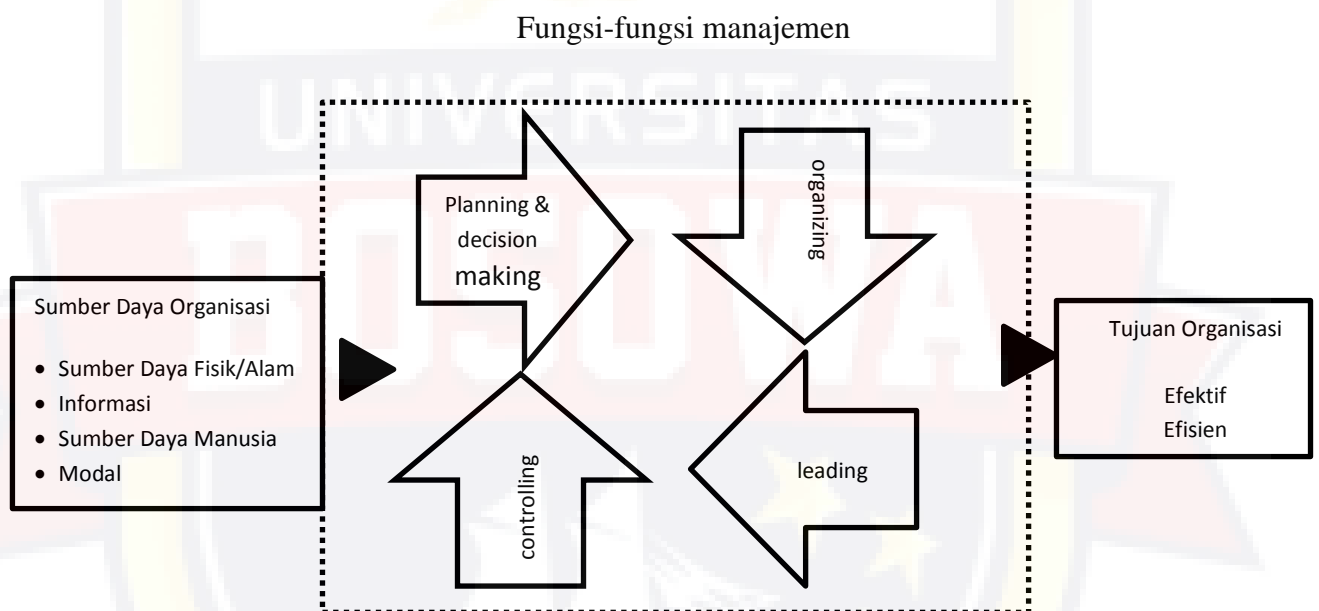 Fungsi-fungsi manajemen
UNIVERSITAS
BOSOWA
Sumber Daya Organisasi
• Sumber Daya Fisik/Alam
• Informasi
• Sumber Daya Manusia
• Modal
Planning &
decision
making
organizing
controlling
leading
Tujuan Organisasi
Efektif
Efisien